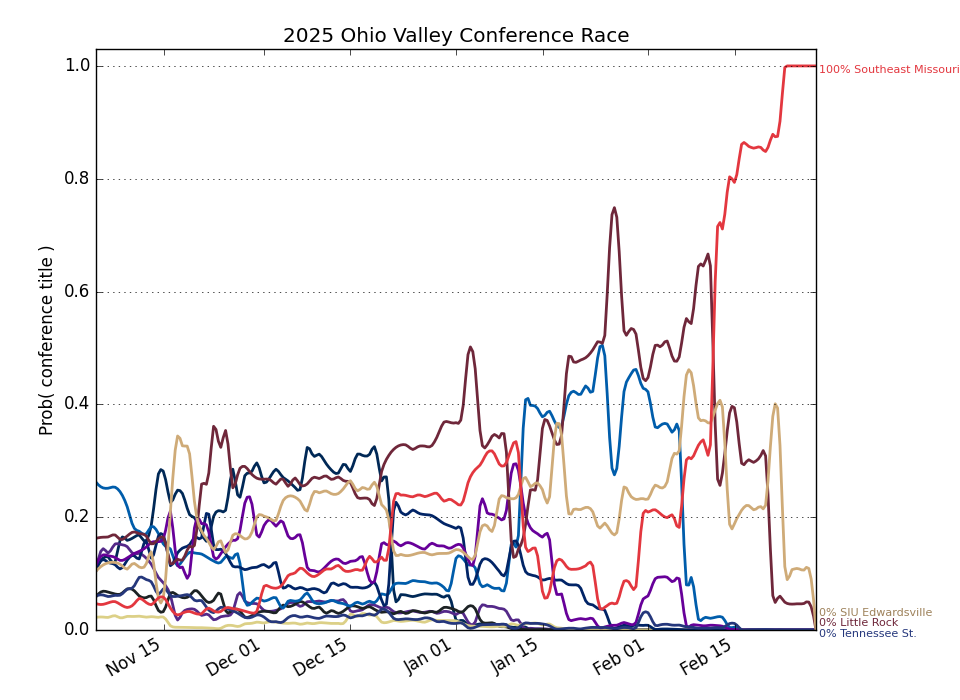 2025 Ohio Valley Conference Race
Prob( conference title )
1.0
0.8
0.6
0.4
0.2
0.0
Nov 15
Dec 01
Dec 15
Jan 01
Jan 15
Feb 01
Feb 15
100% Southeast Missouri
0% SIU Edwardsville
0% Little Rock
0% Tennessee St.